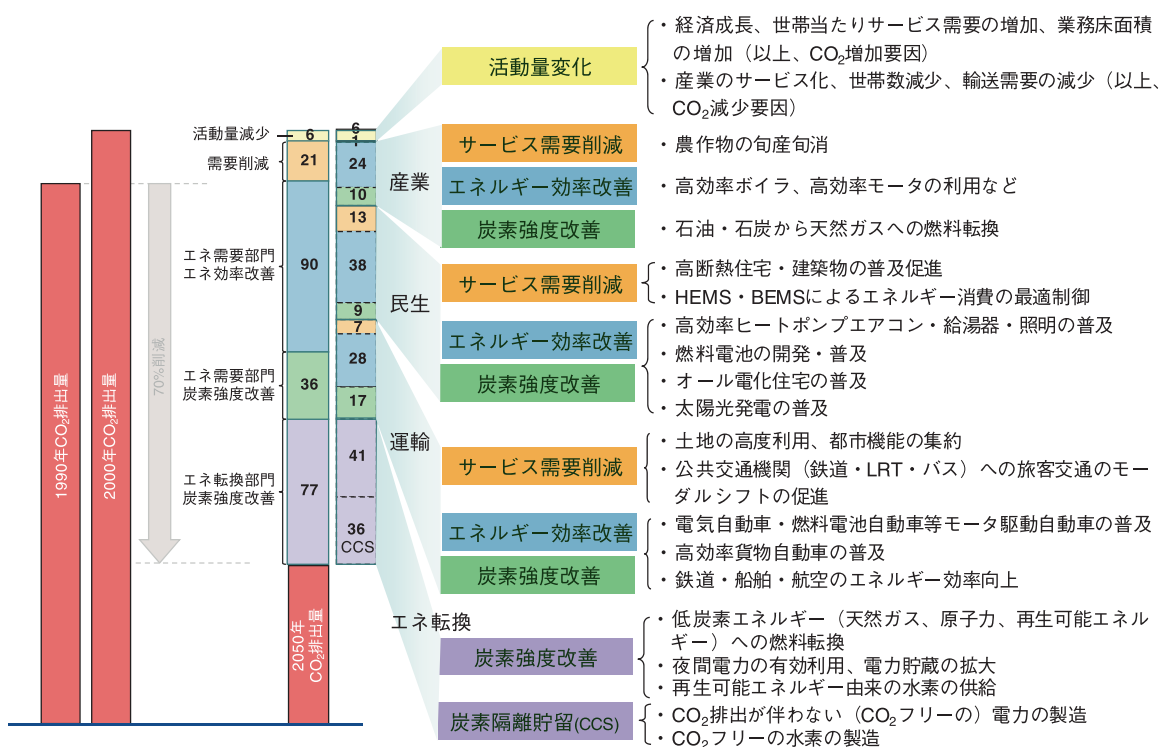 1990年CO2排出量
2000年CO2排出量
70%削減
活動量減少
需要削減
エネ需要部門
エネ効率改善
エネ需要部門
炭素強度改善
エネ転換部門
炭素強度改善
6
21
90
36
77
2050年
CO2排出量
6
1
24
10
13
38
9
7
28
17
41
36
CCS
活動量変化
・経済成長、世帯当たりサービス需要の増加、業務床面積
の増加（以上、CO2増加要因）
・産業のサービス化、世帯数減少、輸送需要の減少（以上、
CO2減少要因）
産業
サービス需要削減
・農作物の旬産旬消
エネルギー効率改善
・高効率ボイラ、高効率モータの利用など
炭素強度改善
・石油・石炭から天然ガスへの燃料転換
民生
サービス需要削減
・高断熱住宅・建築物の普及促進
・HEMS・BEMSによるエネルギー消費の最適制御
エネルギー効率改善
炭素強度改善
・高効率ヒートポンプエアコン・給湯器・照明の普及
・燃料電池の開発・普及
・オール電化住宅の普及
・太陽光発電の普及
運輸
サービス需要削減
・土地の高度利用、都市機能の集約
・公共交通機関（鉄道・LRT・バス）への旅客交通のモー
ダルシフトの促進
エネルギー効率改善
炭素強度改善
・電気自動車・燃料電池自動車等モータ駆動自動車の普及
・高効率貨物自動車の普及
・鉄道・船舶・航空のエネルギー効率向上
エネ転換
炭素強度改善
・低炭素エネルギー（天然ガス、原子力、再生可能エネル
ギー）への燃料転換
・夜間電力の有効利用、電力貯蔵の拡大
・再生可能エネルギー由来の水素の供給
炭素隔離貯留(CCS)
・CO2排出が伴わない（CO2フリーの）電力の製造
・CO2フリーの水素の製造